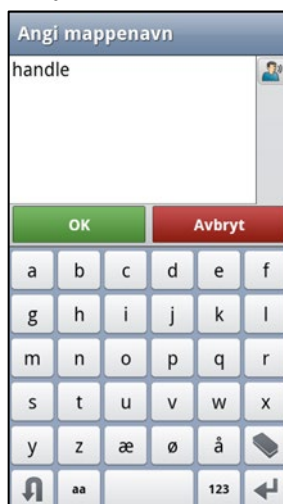 Angi mappenavn
handle
OK Avbryt
a b c d e f
g h i j k l
m n o p q r
s t u v w x
y z æ ø å
aa 123